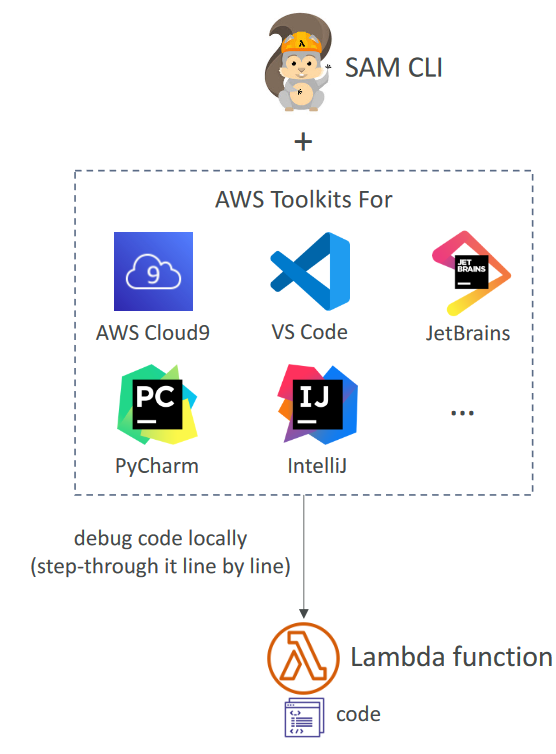 SAM CLI
+
AWS Toolkits For
9
JET
BRAINS
AWS Cloud9
VS Code
JetBrains
PC
IJ
PyCharm
IntelliJ
...
debug code locally
(step-through it line by line)
Lambda function
code